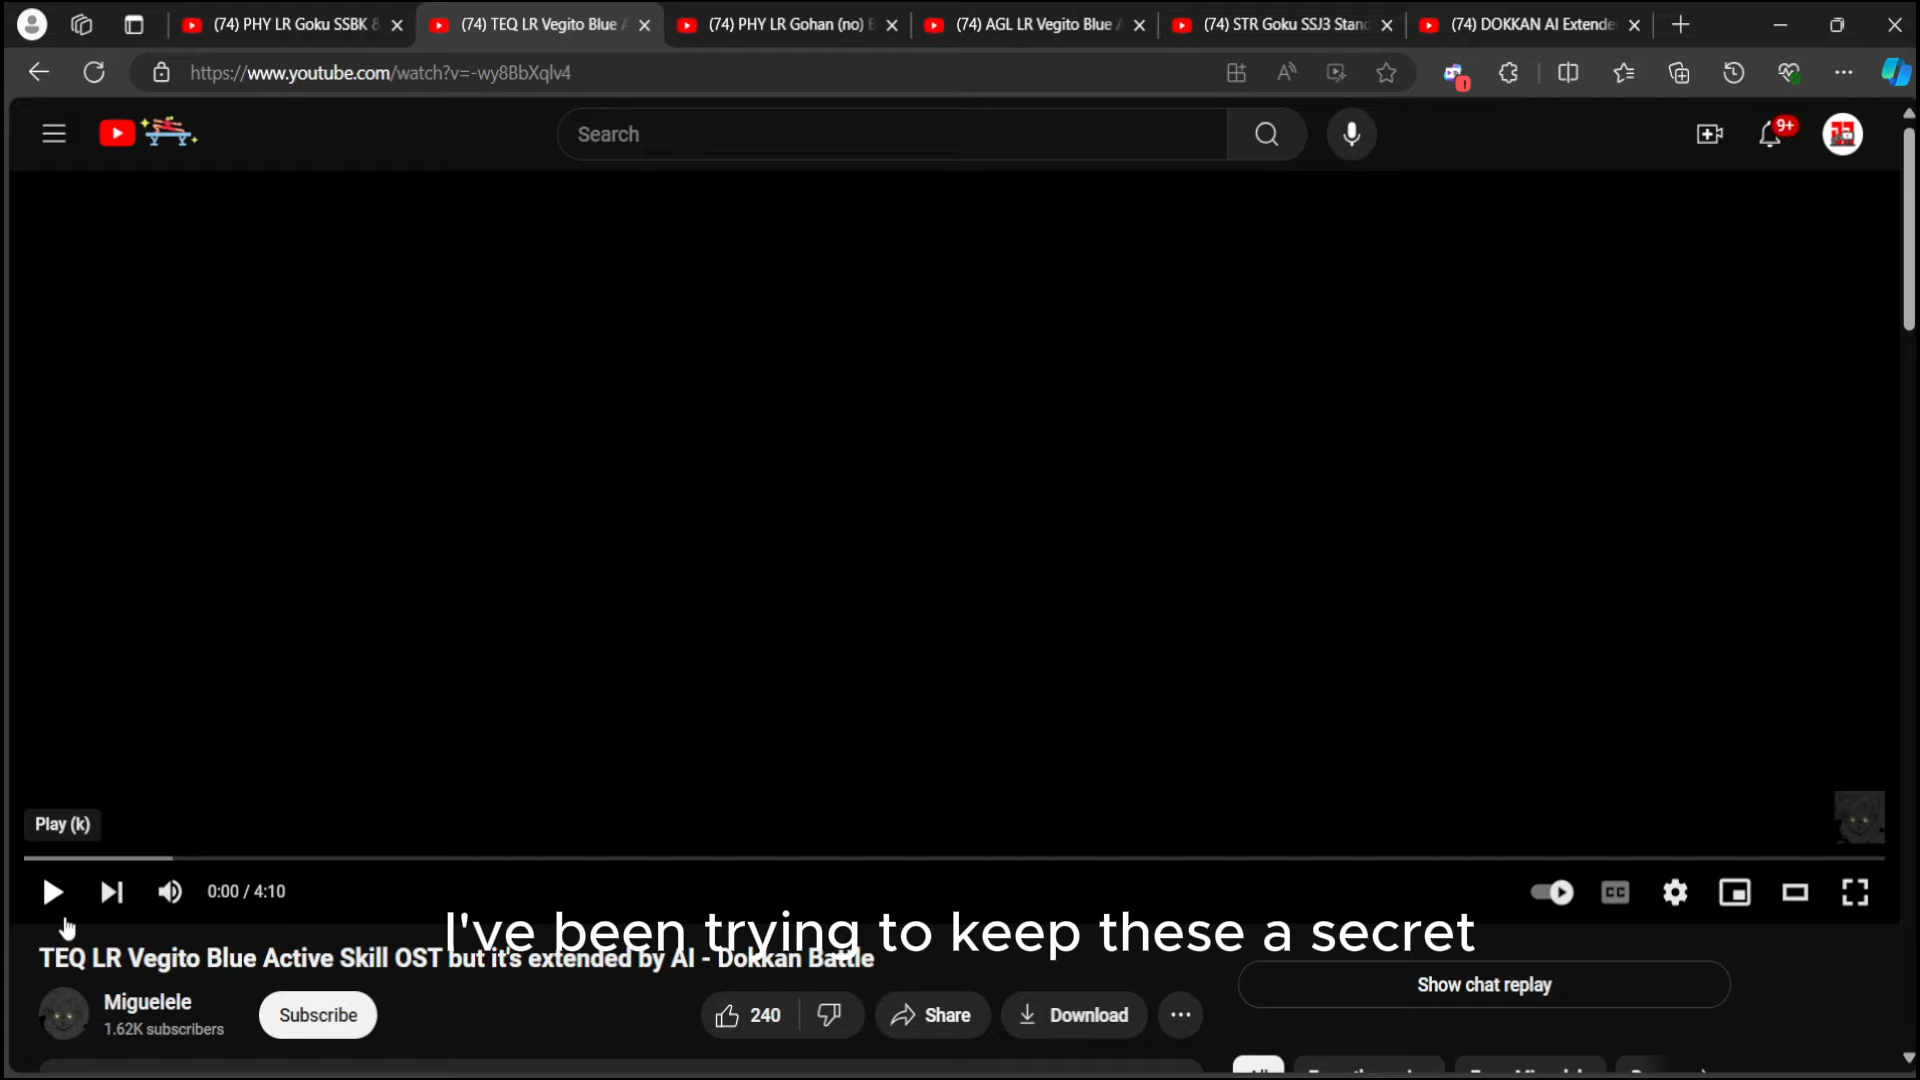 (74) PHY LR Goku SSBK &
(74) TEQ LR Vegito Blue A
(74) PHY LR Gohan (no) B
(74) AGL LR Vegito Blue A
(74) STR Goku SSJ3 Stand
(74) DOKKAN AI Extende
https://www.youtube.com/watch?v=-wy8BbXqlv4
Search
9+
Play (k)
0:00 / 4:10
CC
I've been trying to keep these a secret
TEQ LR Vegito Blue Active Skill OST but it's extended by AI - Dokkan Battle
Miguelele
1.62K subscribers
Subscribe
240
Share
Download
Show chat replay